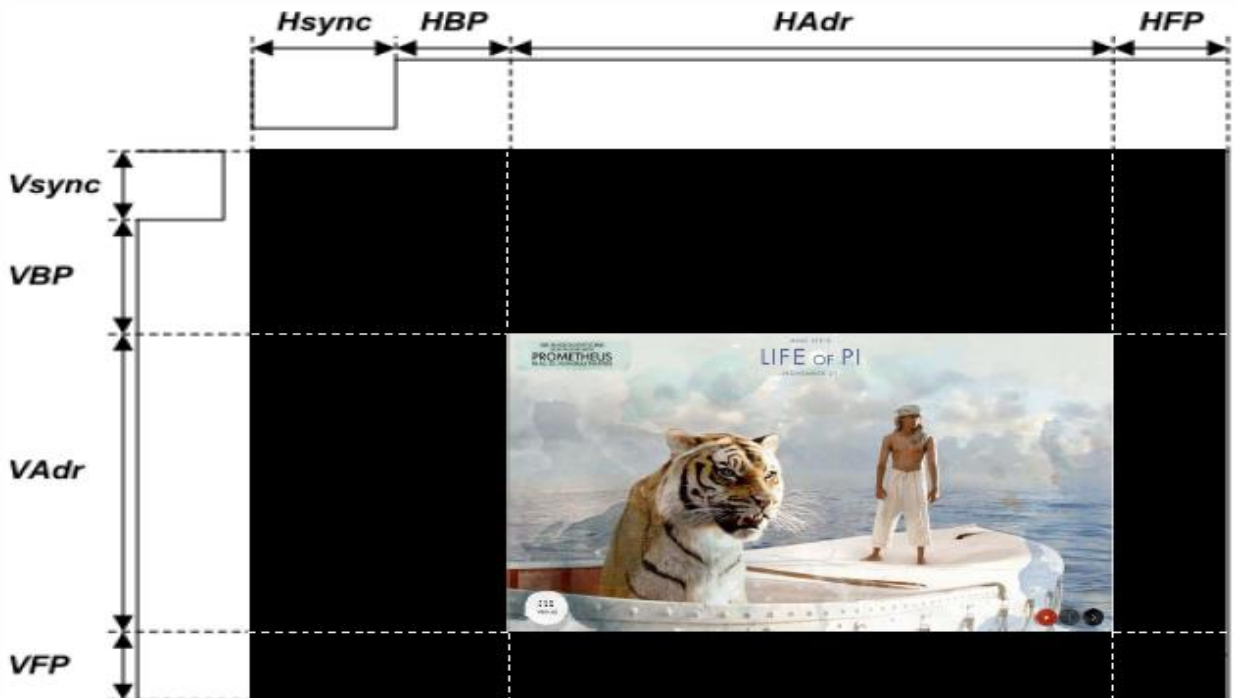 Hsync HBP HAdr HFP
Vsync
VBP
PROMETHEUS
LIFE OF PI
VAdr
VFP